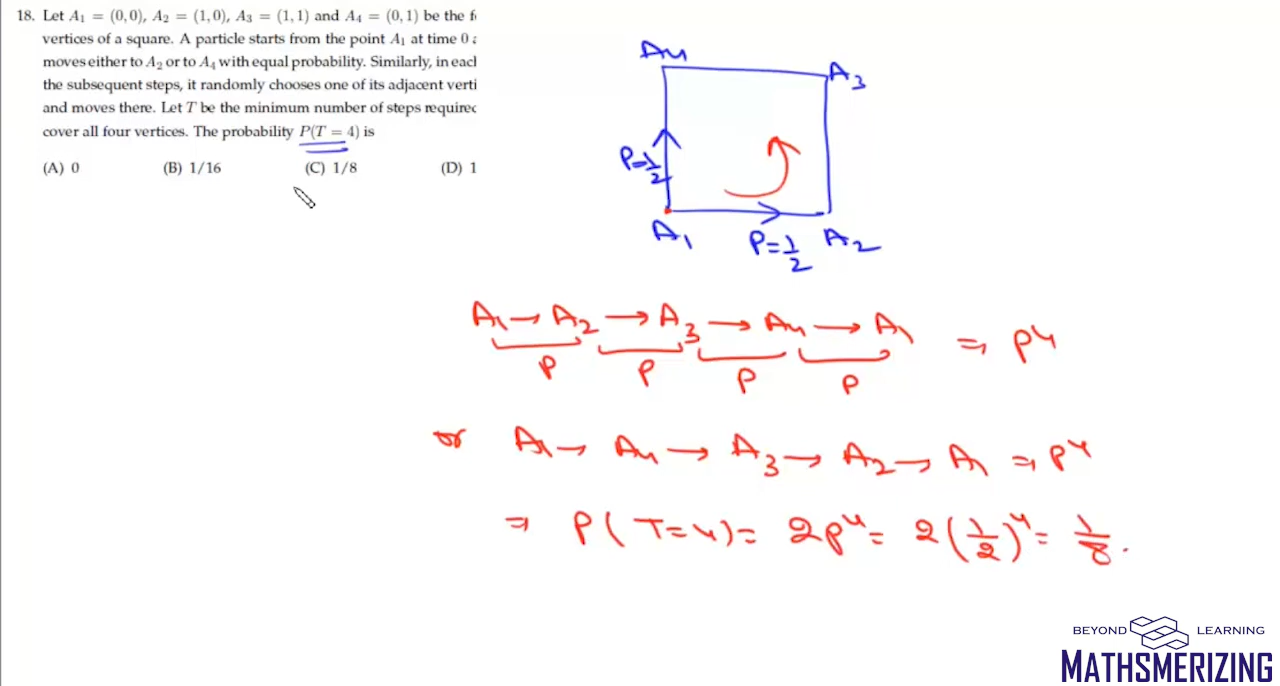 18. Let A₁ = (0,0), A₂ = (1,0), A₃ = (1,1) and A₄ = (0,1) be the
vertices of a square. A particle starts from the point A₁ at time 0
moves either to A₂ or to A₄ with equal probability. Similarly, in
the subsequent steps, it randomly chooses one of its adjacent
and moves there. Let T be the minimum number of steps
cover all four vertices. The probability P(T = 4) is
(A) 0 (B) 1/16 (C) 1/8 (D) 1
A₄
A₃
P=1/2
A₁
P=1/2
A₂
A₁ → A₂ → A₃ → A₄ → A₁ ⇒ P⁴
P P P P
or A₁ → A₄ → A₃ → A₂ → A₁ ⇒ P⁴
⇒ P(T=4) = 2P⁴ = 2(1/2)⁴ = 1/8.
BEYOND LEARNING
MATHSMERIZING